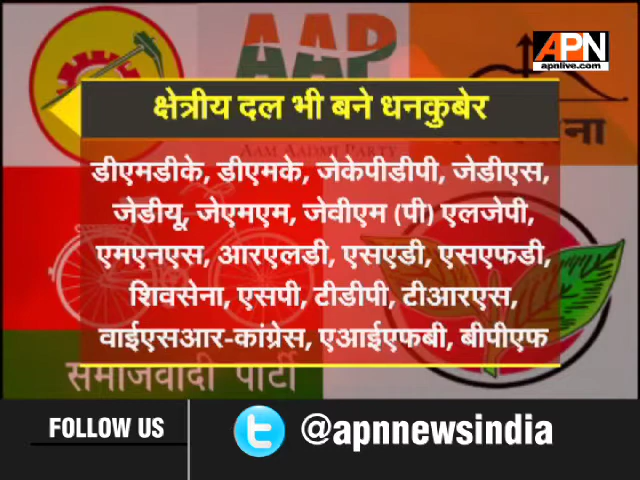 APN
apnlive.com
AAP
क्षेत्रीय दल भी बने धनकुबेर
AAM AADMI PARTY
डीएमडीके, डीएमके, जेकेपीडीपी, जेडीएस,
जेडीयू, जेएमएम, जेवीएम (पी) एलजेपी,
एमएनएस, आरएलडी, एसएडी, एसएफडी,
शिवसेना, एसपी, टीडीपी, टीआरएस,
वाईएसआर-कांग्रेस, एआईएफबी, बीपीएफ
समाजवादी पार्टी
FOLLOW US
@apnnewsindia